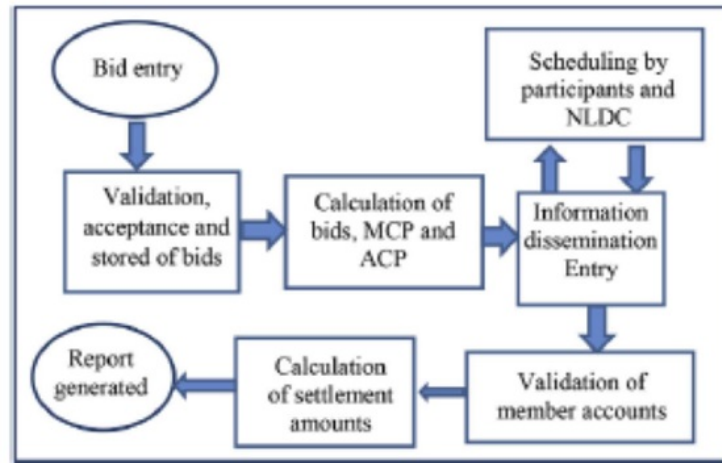 Bid entry
Validation,
acceptance and
stored of bids
Calculation of
bids, MCP and
ACP
Information
dissemination
Entry
Scheduling by
participants and
NLDC
Validation of
member accounts
Calculation
of settlement
amounts
Report
generated